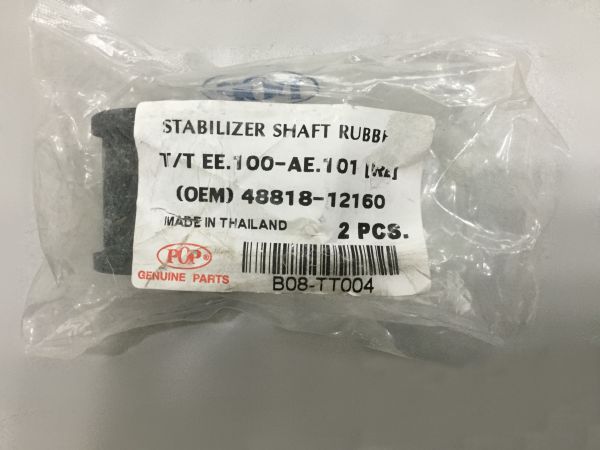 STABILIZER SHAFT RUBBE
T/T EE.100-AE.101 [RR]
(OEM) 48818-12160
MADE IN THAILAND 2 PCS.
POP®
GENUINE PARTS
B08-TT004